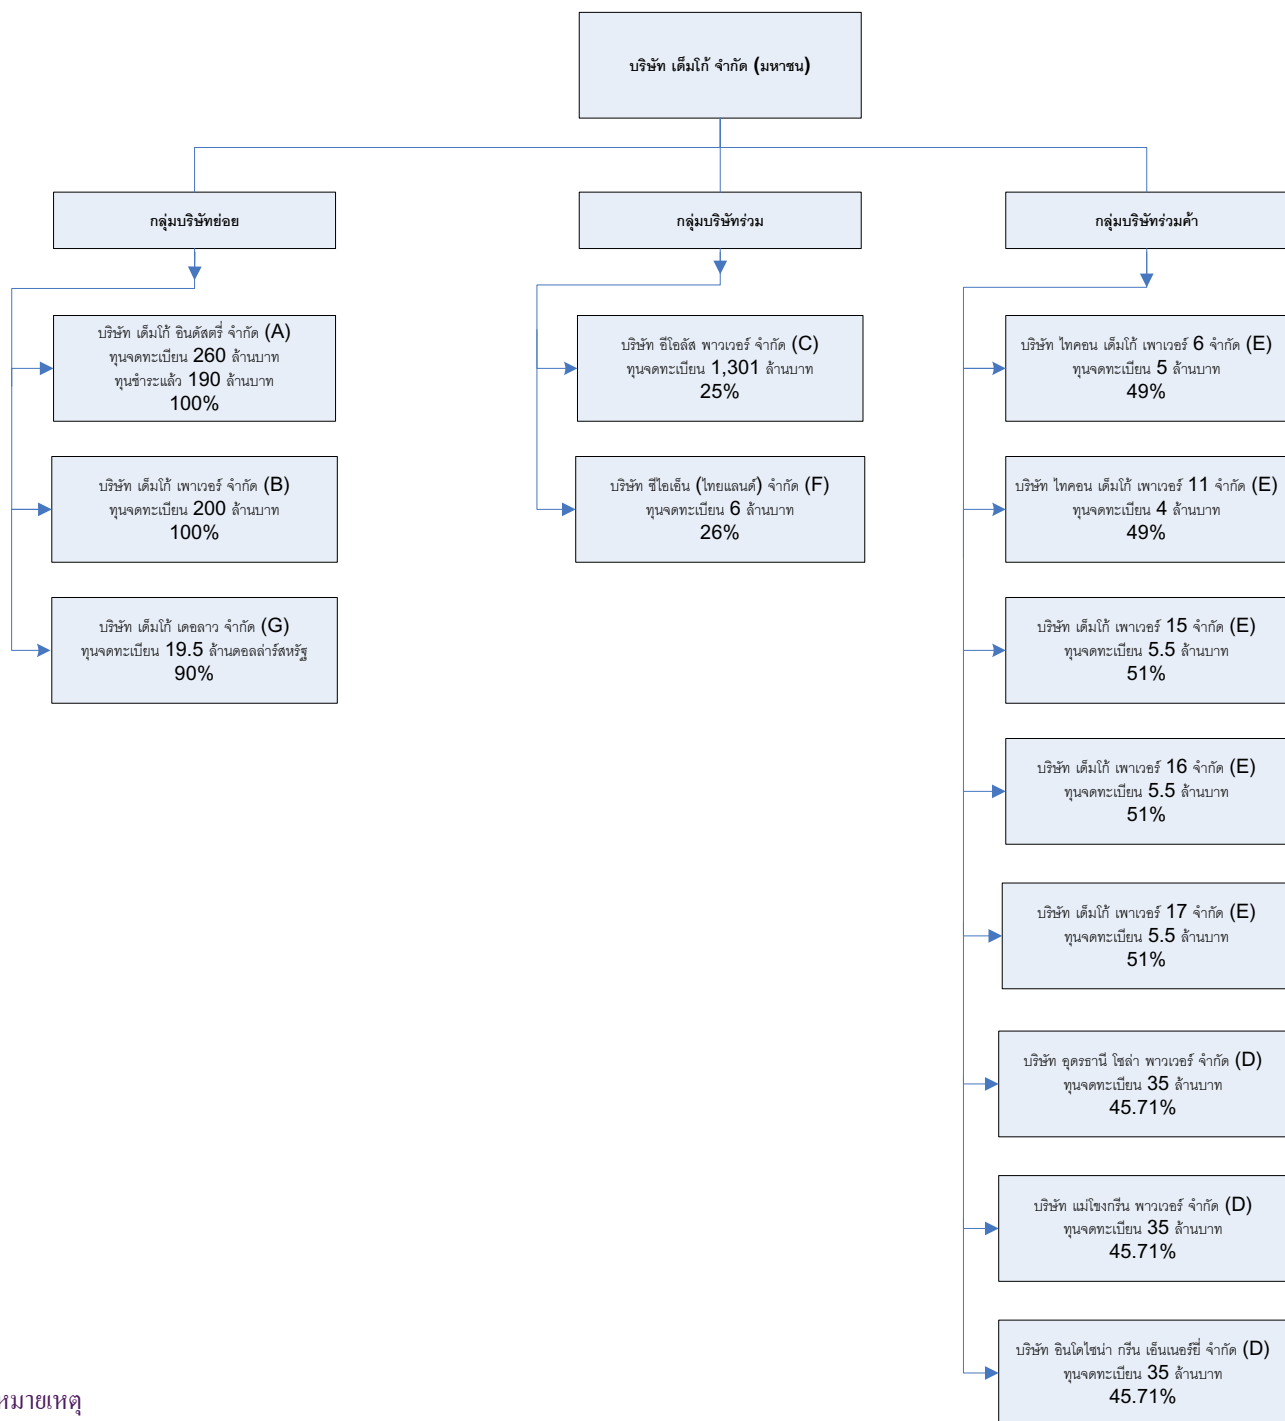 บริษัท เด็มโก้ จำกัด (มหาชน)
กลุ่มบริษัทย่อย
บริษัท เด็มโก้ อินดัสตรี่ จำกัด (A)
ทุนจดทะเบียน 260 ล้านบาท
ทุนชำระแล้ว 190 ล้านบาท
100%
บริษัท เด็มโก้ เพาเวอร์ จำกัด (B)
ทุนจดทะเบียน 200 ล้านบาท
100%
บริษัท เด็มโก้ เดอลาว จำกัด (G)
ทุนจดทะเบียน 19.5 ล้านดอลล่าร์สหรัฐ
90%
กลุ่มบริษัทร่วม
บริษัท อีโอลัส พาวเวอร์ จำกัด (C)
ทุนจดทะเบียน 1,301 ล้านบาท
25%
บริษัท ซีไอเอ็น (ไทยแลนด์) จำกัด (F)
ทุนจดทะเบียน 6 ล้านบาท
26%
กลุ่มบริษัทร่วมค้า
บริษัท ไทคอน เด็มโก้ เพาเวอร์ 6 จำกัด (E)
ทุนจดทะเบียน 5 ล้านบาท
49%
บริษัท ไทคอน เด็มโก้ เพาเวอร์ 11 จำกัด (E)
ทุนจดทะเบียน 4 ล้านบาท
49%
บริษัท เด็มโก้ เพาเวอร์ 15 จำกัด (E)
ทุนจดทะเบียน 5.5 ล้านบาท
51%
บริษัท เด็มโก้ เพาเวอร์ 16 จำกัด (E)
ทุนจดทะเบียน 5.5 ล้านบาท
51%
บริษัท เด็มโก้ เพาเวอร์ 17 จำกัด (E)
ทุนจดทะเบียน 5.5 ล้านบาท
51%
บริษัท อุดรธานี โซล่า พาวเวอร์ จำกัด (D)
ทุนจดทะเบียน 35 ล้านบาท
45.71%
บริษัท แม่โขงกรีน พาวเวอร์ จำกัด (D)
ทุนจดทะเบียน 35 ล้านบาท
45.71%
บริษัท อินโดไชน่า กรีน เอ็นเนอร์ยี่ จำกัด (D)
ทุนจดทะเบียน 35 ล้านบาท
45.71%
หมายเหตุ